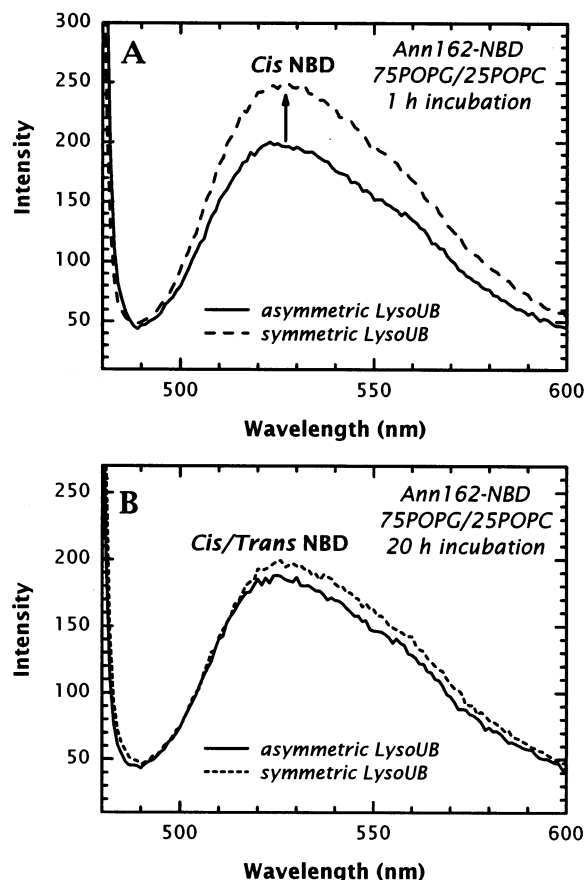 300
A
Ann162-NBD
75POPG/25POPC
1 h incubation
Cis NBD
250
200
150
100
50
Intensity
asymmetric LysoUB
symmetric LysoUB
500
550
600
Wavelength (nm)
250
B
Ann162-NBD
75POPG/25POPC
20 h incubation
Cis/Trans NBD
200
150
100
50
Intensity
asymmetric LysoUB
symmetric LysoUB
500
550
600
Wavelength (nm)